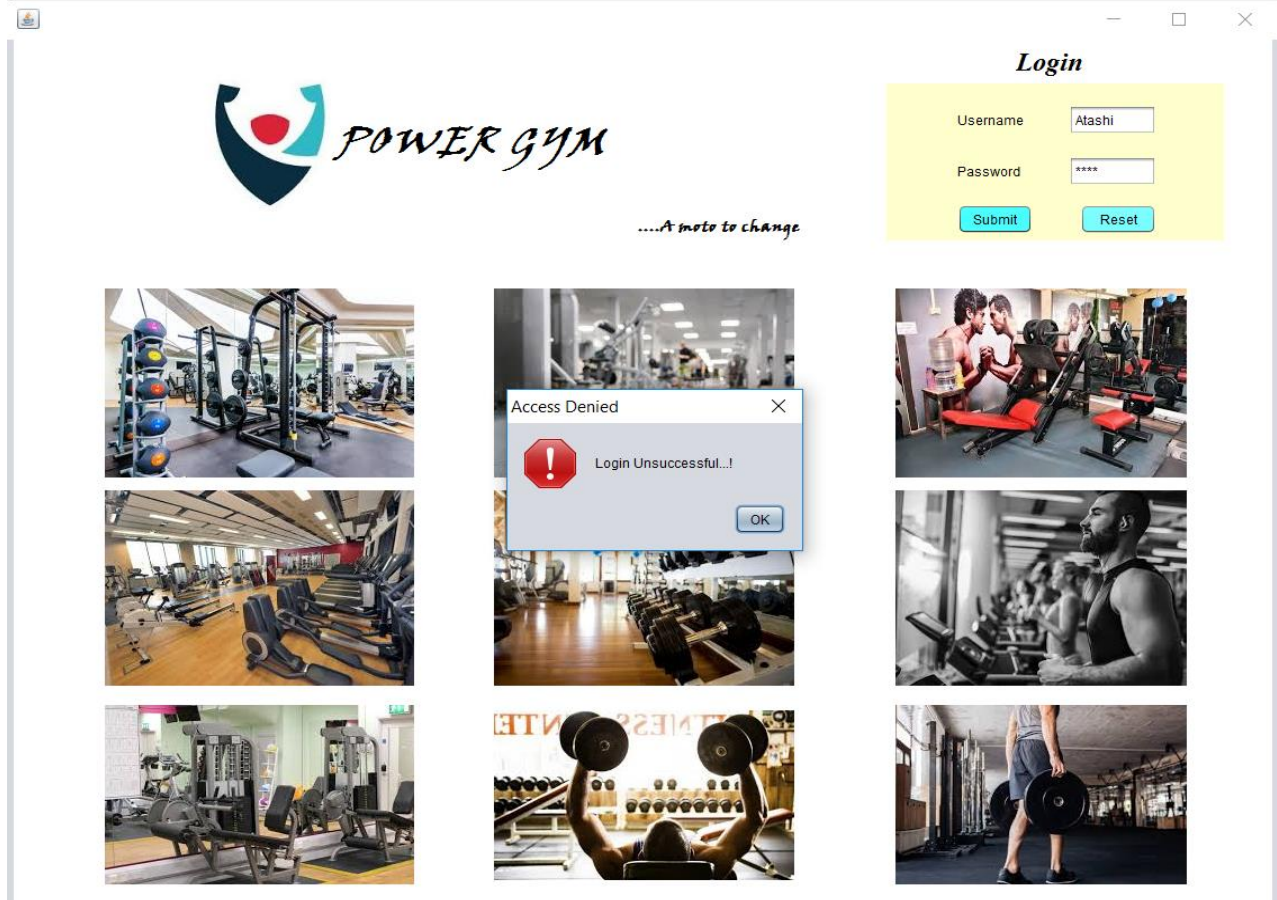 Login
POWER GYM
Username Atashi
Password ****
Submit Reset
....A moto to change
Access Denied
Login Unsuccessful...!
OK